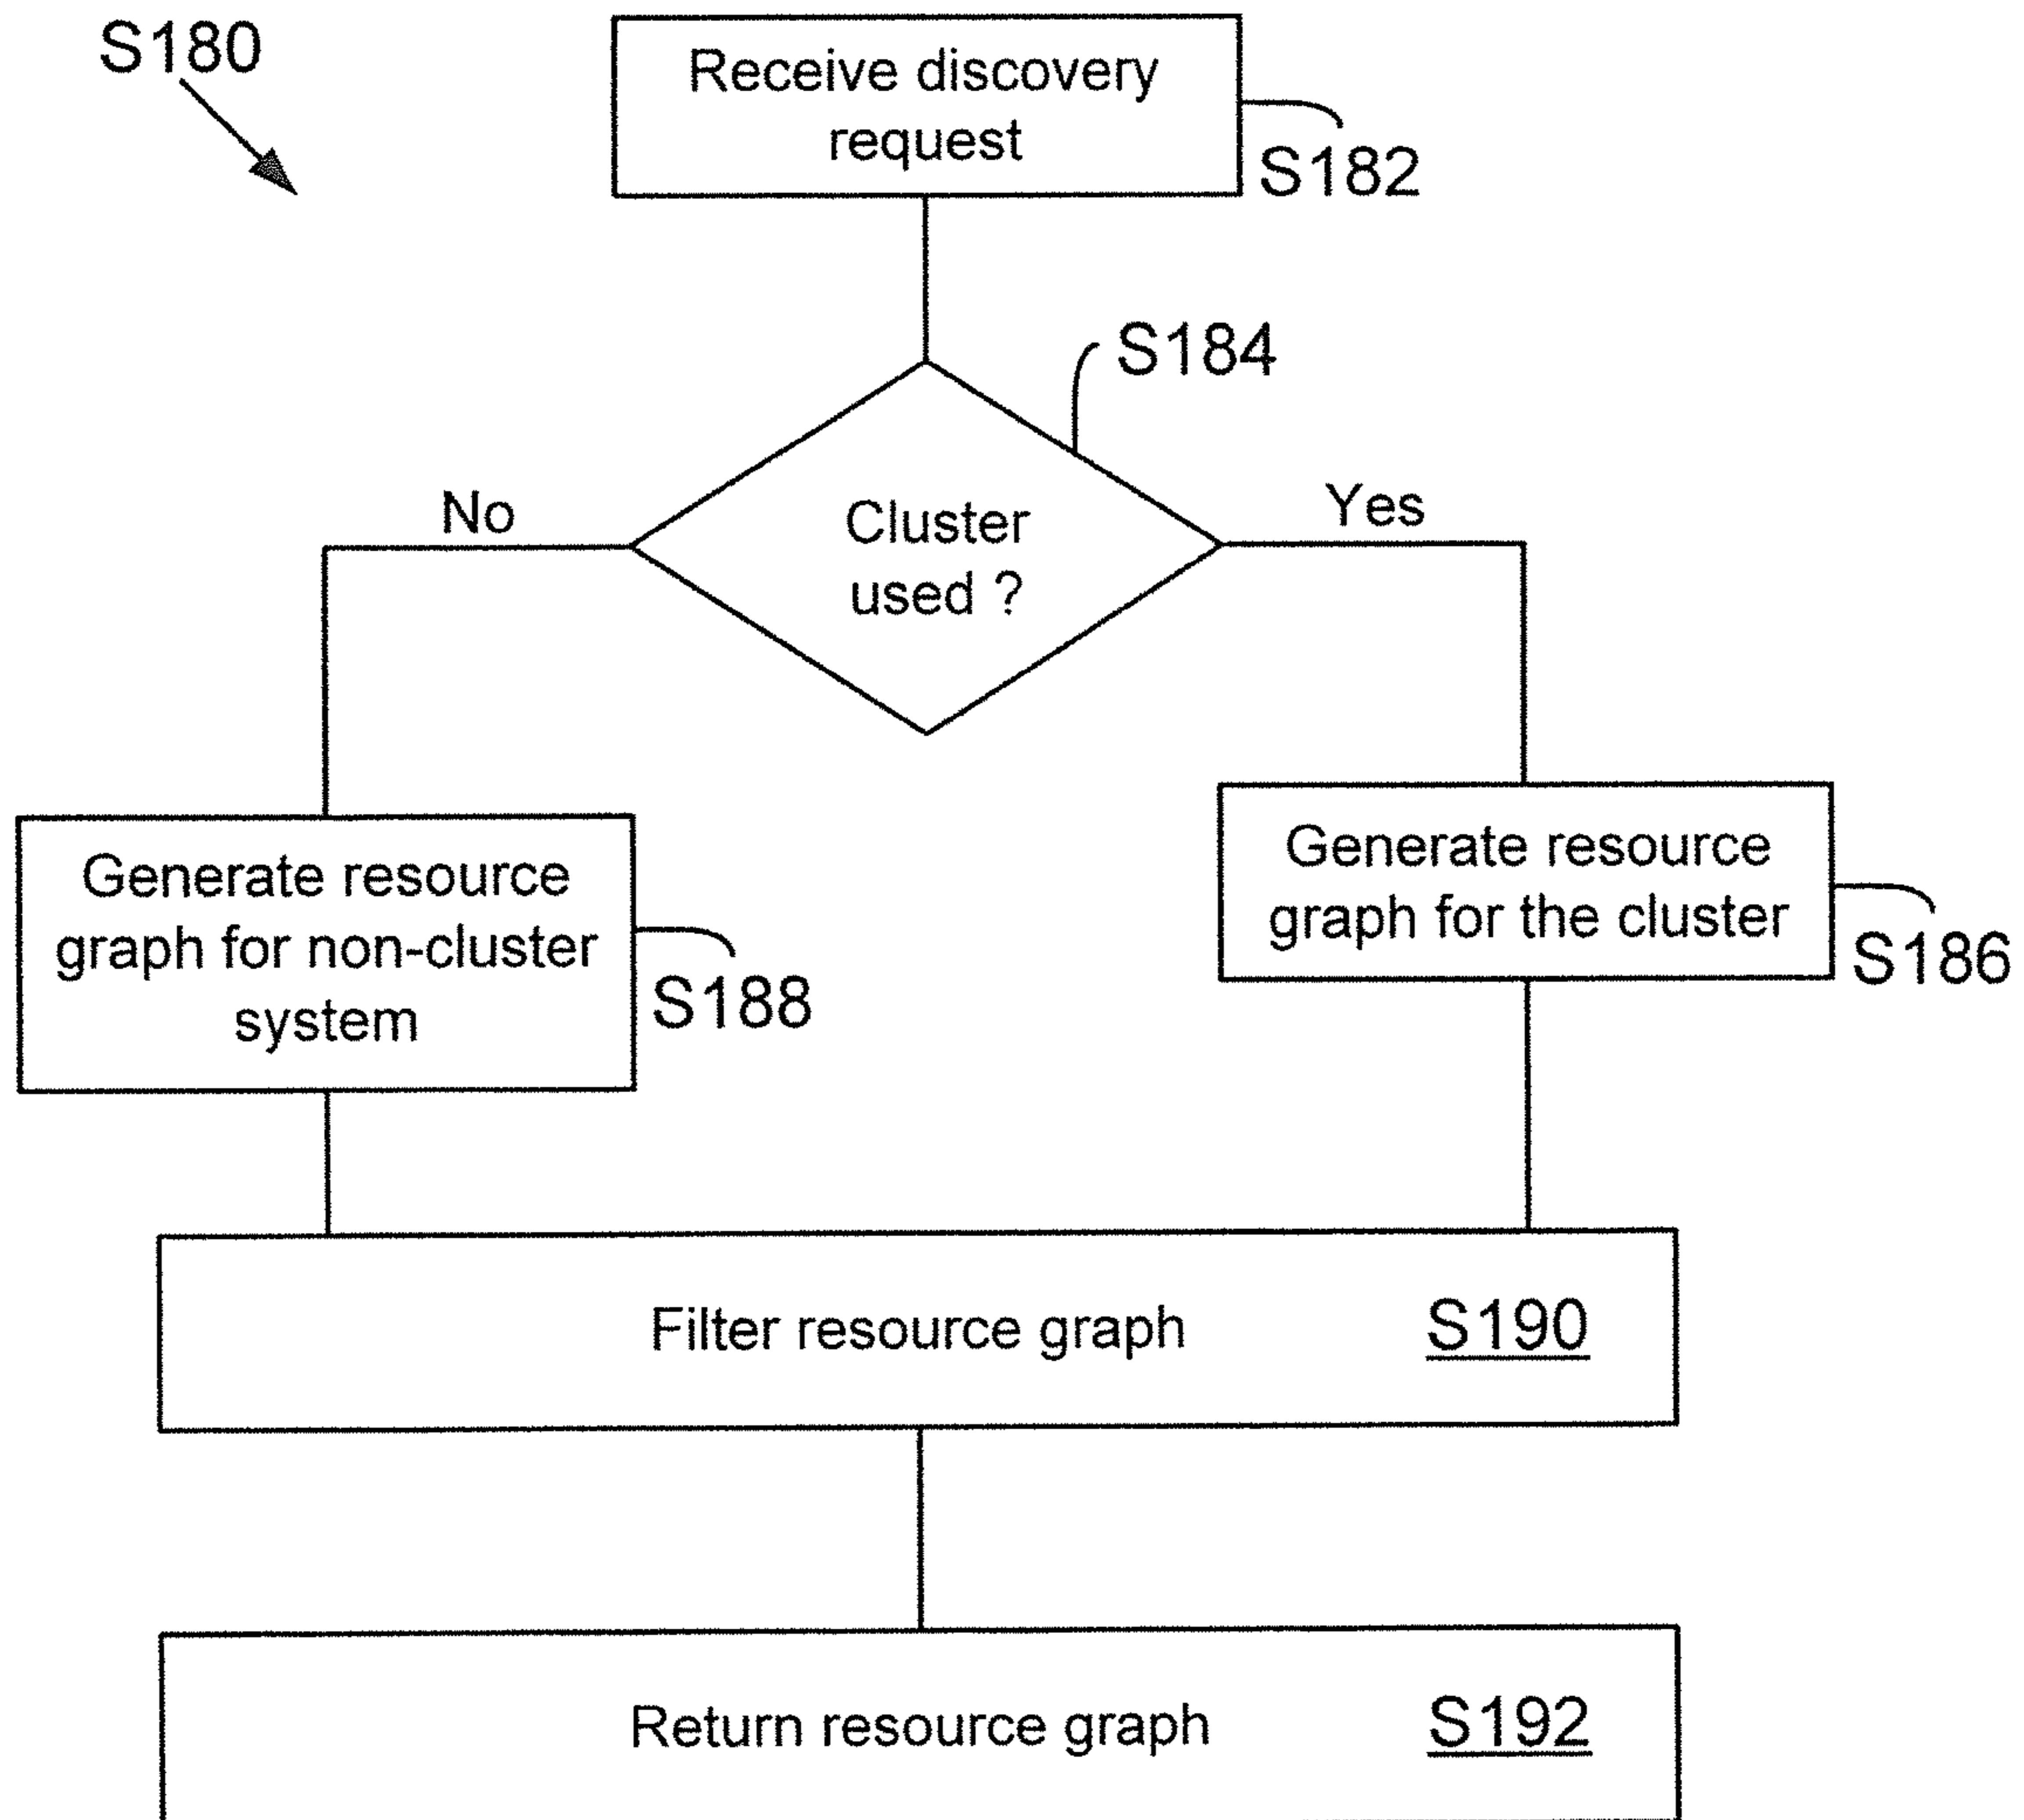 S180
Receive discovery
request
S182
S184
Cluster
used ?
No
Yes
Generate resource
graph for non-cluster
system
S188
Generate resource
graph for the cluster
S186
Filter resource graph
S190
Return resource graph
S192